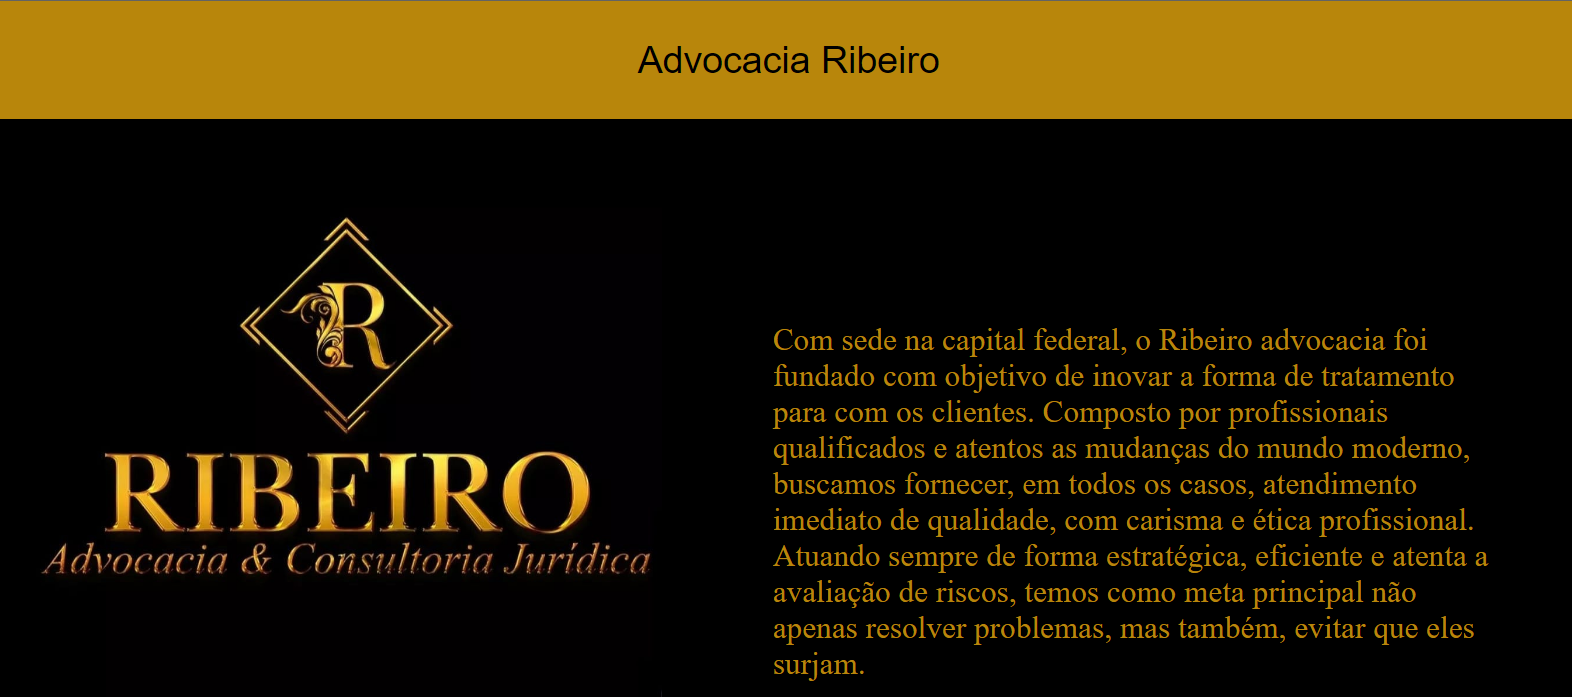 Advocacia Ribeiro
R
RIBEIRO
Advocacia & Consultoria Jurídica
Com sede na capital federal, o Ribeiro advocacia foi
fundado com objetivo de inovar a forma de tratamento
para com os clientes. Composto por profissionais
qualificados e atentos as mudanças do mundo moderno,
buscamos fornecer, em todos os casos, atendimento
imediato de qualidade, com carisma e ética profissional.
Atuando sempre de forma estratégica, eficiente e atenta a
avaliação de riscos, temos como meta principal não
apenas resolver problemas, mas também, evitar que eles
surjam.